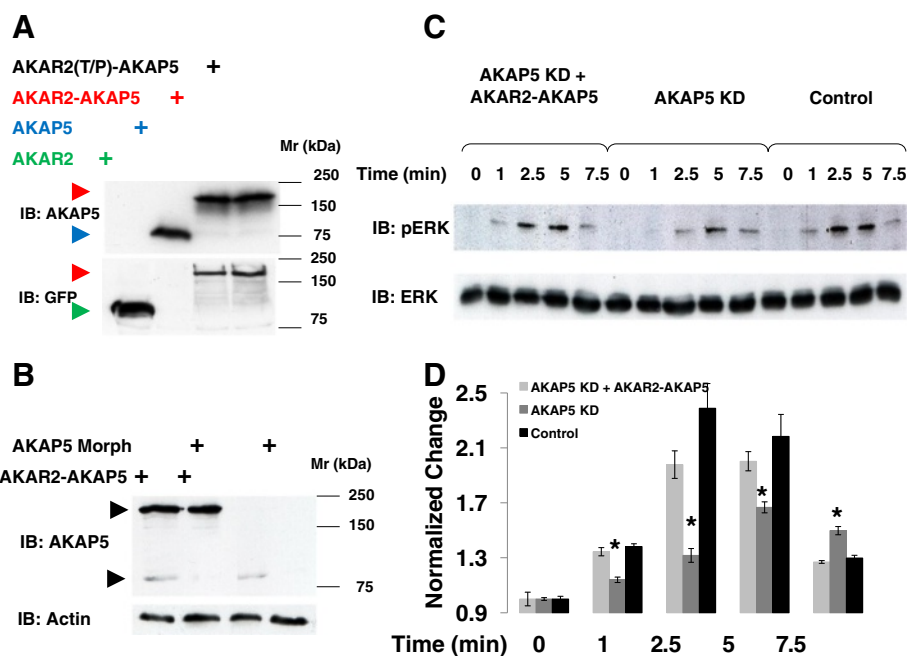 A
AKAR2(T/P)-AKAP5 +
AKAR2-AKAP5 +
AKAP5 +
AKAR2 +
Mr (kDa)
250
IB: AKAP5
150
75
250
150
IB: GFP
75
B
AKAP5 Morph + +
AKAR2-AKAP5 + +
Mr (kDa)
250
150
IB: AKAP5
75
IB: Actin
C
AKAP5 KD +
AKAR2-AKAP5
AKAP5 KD
Control
Time (min) 0 1 2.5 5 7.5 0 1 2.5 5 7.5 0 1 2.5 5 7.5
IB: pERK
IB: ERK
D
AKAP5 KD + AKAR2-AKAP5
AKAP5 KD
Control
Normalized Change
2.5
2.1
1.7
1.3
0.9
* * * *
Time (min) 0 1 2.5 5 7.5